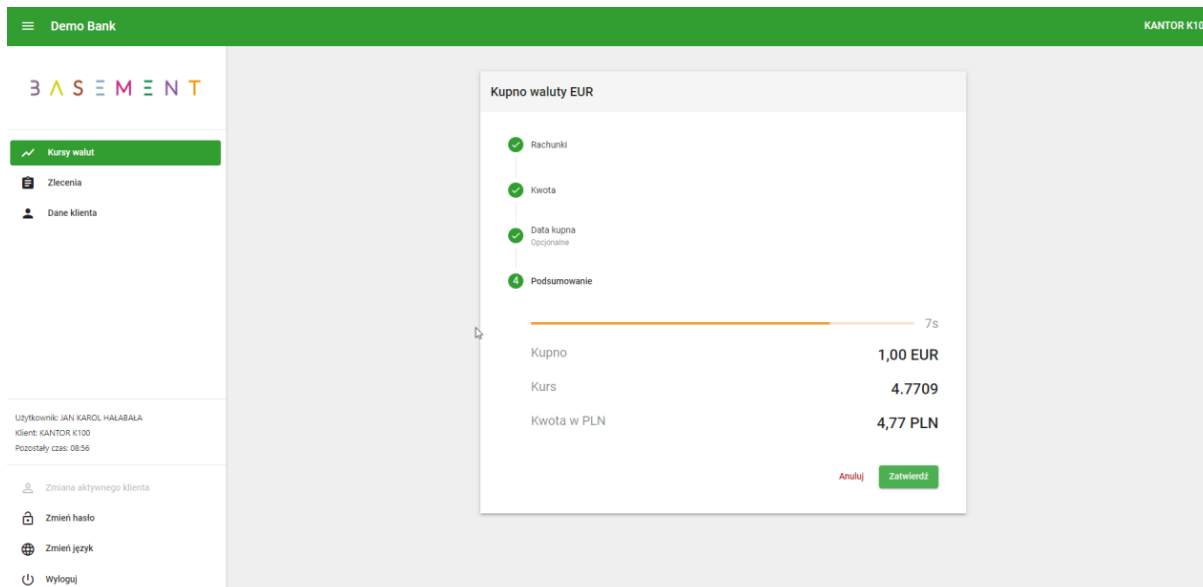 Demo Bank
KANTOR K100
BASEMENT
Kursy walut
Zlecenia
Dane klienta
Użytkownik: JAN KAROL HAŁABAŁA
Klient: KANTOR K100
Pozostały czas: 08:56
Zmiana aktywnego klienta
Zmień hasło
Zmień język
Wyloguj
Kupno waluty EUR
Rachunki
Kwota
Data kupna
Opcjonalne
4 Podsumowanie
7s
Kupno 1,00 EUR
Kurs 4.7709
Kwota w PLN 4,77 PLN
Anuluj Zatwierdź